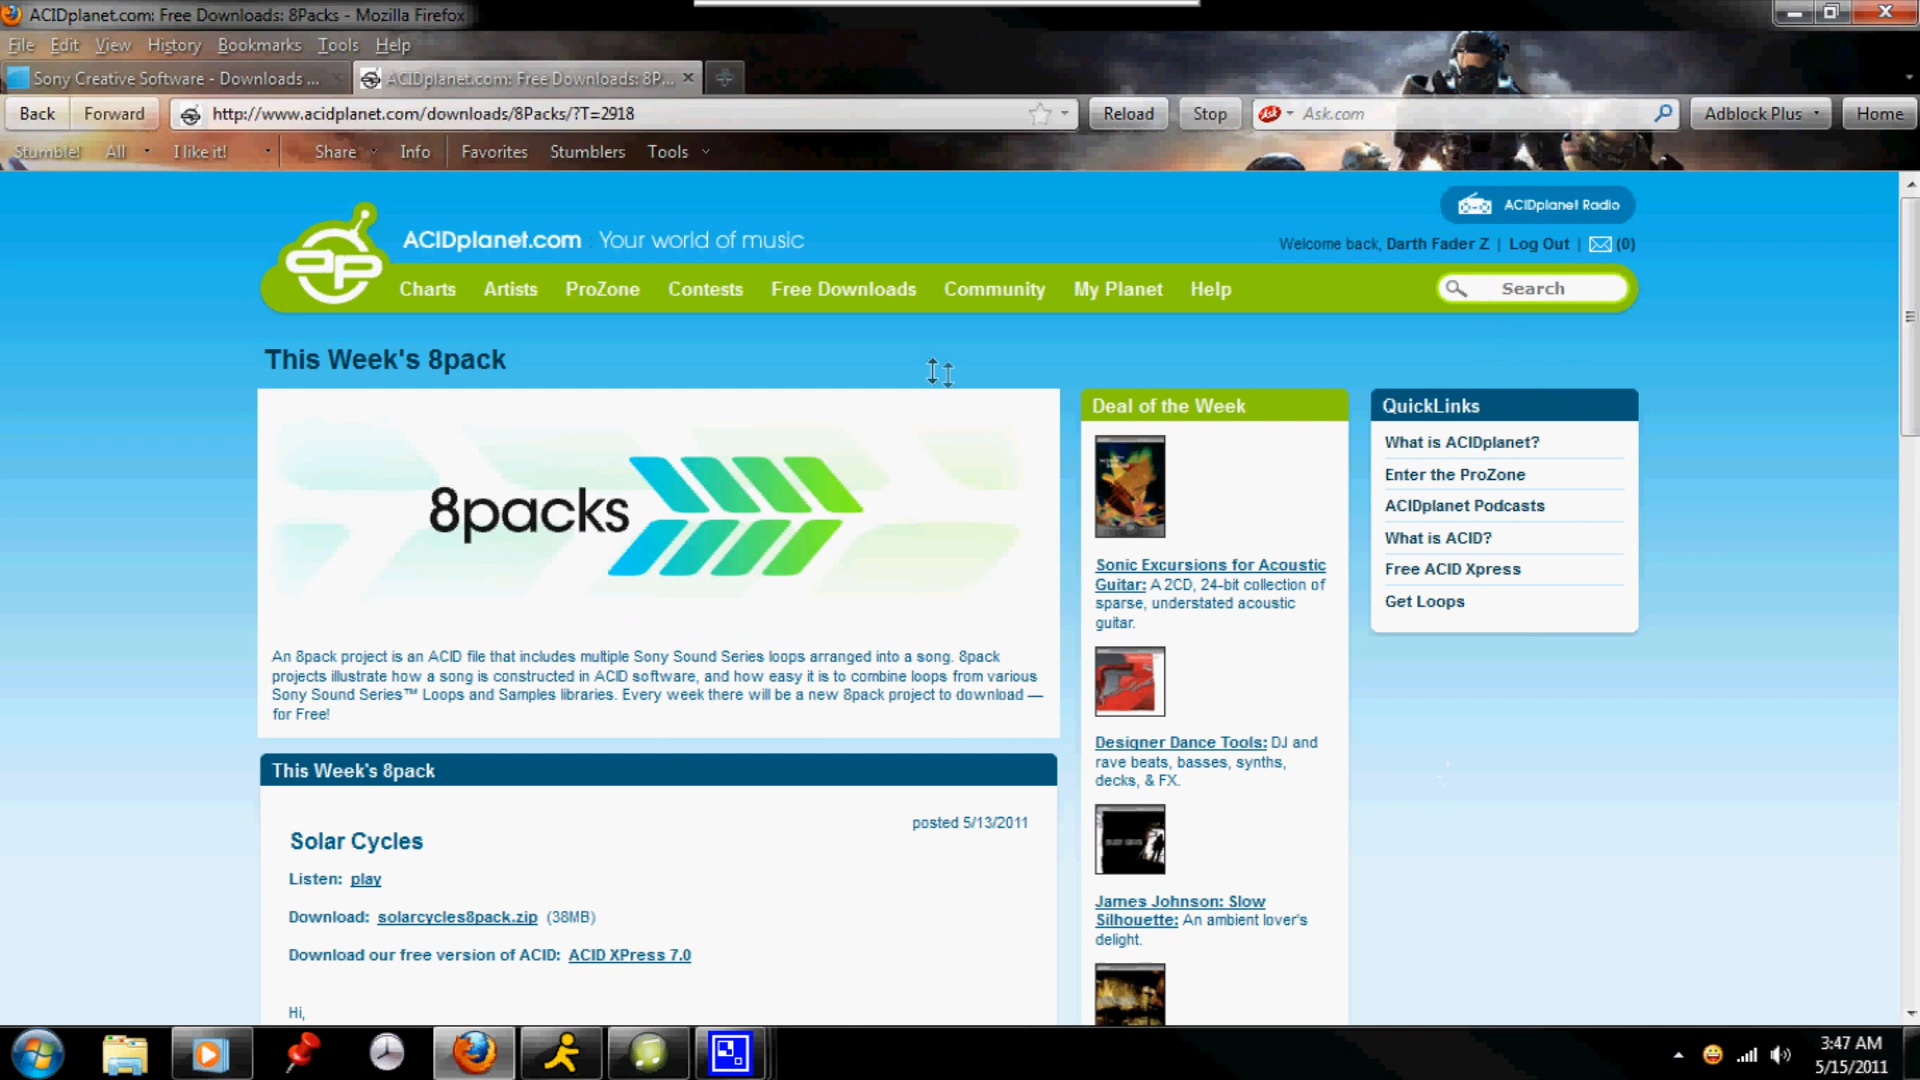 ACIDplanet.com: Free Downloads: 8Packs - Mozilla Firefox
File Edit View History Bookmarks Tools Help
Sony Creative Software - Downloads ...
ACIDplanet.com: Free Downloads: 8P...
Back Forward http://www.acidplanet.com/downloads/8Packs/?T=2918 Reload Stop Ask Ask.com Adblock Plus Home
Stumble! All I like it! Share Info Favorites Stumblers Tools
ACIDplanet Radio
ap ACIDplanet.com : Your world of music
Welcome back, Darth Fader Z | Log Out | (0)
Charts Artists ProZone Contests Free Downloads Community My Planet Help Search
This Week's 8pack
8packs
An 8pack project is an ACID file that includes multiple Sony Sound Series loops arranged into a song. 8pack
projects illustrate how a song is constructed in ACID software, and how easy it is to combine loops from various
Sony Sound Series™ Loops and Samples libraries. Every week there will be a new 8pack project to download —
for Free!
This Week's 8pack
posted 5/13/2011
Solar Cycles
Listen: play
Download: solarcycles8pack.zip (38MB)
Download our free version of ACID: ACID XPress 7.0
Hi,
Deal of the Week
Sonic Excursions for Acoustic
Guitar: A 2CD, 24-bit collection of
sparse, understated acoustic
guitar.
Designer Dance Tools: DJ and
rave beats, basses, synths,
decks, & FX.
James Johnson: Slow
Silhouette: An ambient lover's
delight.
QuickLinks
What is ACIDplanet?
Enter the ProZone
ACIDplanet Podcasts
What is ACID?
Free ACID Xpress
Get Loops
3:47 AM
5/15/2011